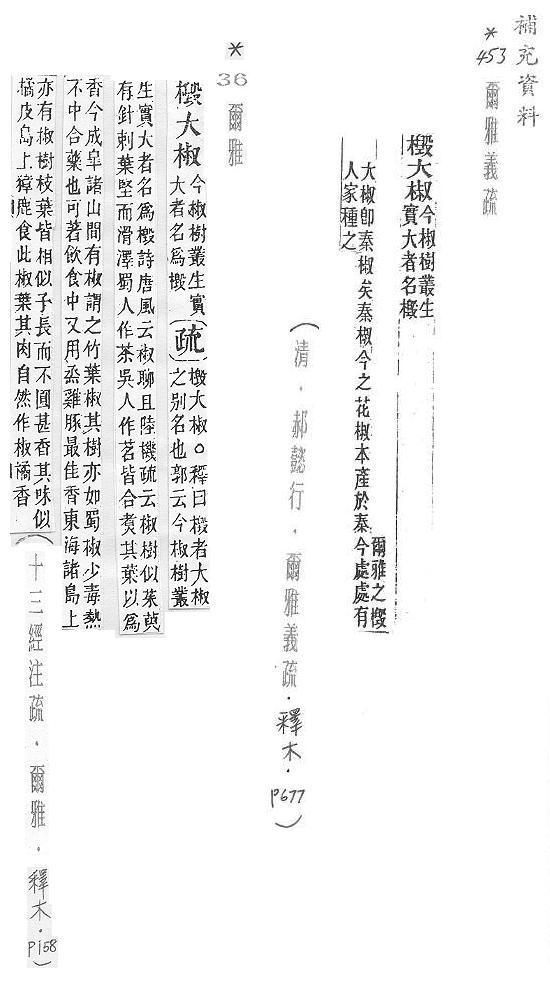 補充資料
*453 爾雅義疏
檓大椒 今椒樹叢生
實大者名檓
爾雅之檓
大椒卽秦椒矣秦椒今之花椒本產於秦今處處有
人家種之
(清．郝懿行．爾雅義疏．釋木．p677)
*36 爾雅
檓大椒 今椒樹叢生實
大者名爲檓
(疏) 檓大椒○釋曰檓者大椒
之别名也郭云今椒樹叢
生實大者名爲檓詩唐風云椒聊且陸機疏云椒樹似茱萸
有針刺葉堅而滑澤蜀人作茶吳人作茗皆合煑其葉以爲
香今成皐諸山間有椒謂之竹葉椒其樹亦如蜀椒少毒熱
不中合藥也可著飲食中又用烝雞豚最佳香東海諸島上
亦有椒樹枝葉皆相似子長而不圓甚香其味似
橘皮島上獐鹿食此椒葉其肉自然作椒橘香
(十三經注疏．爾雅．釋木．P158)